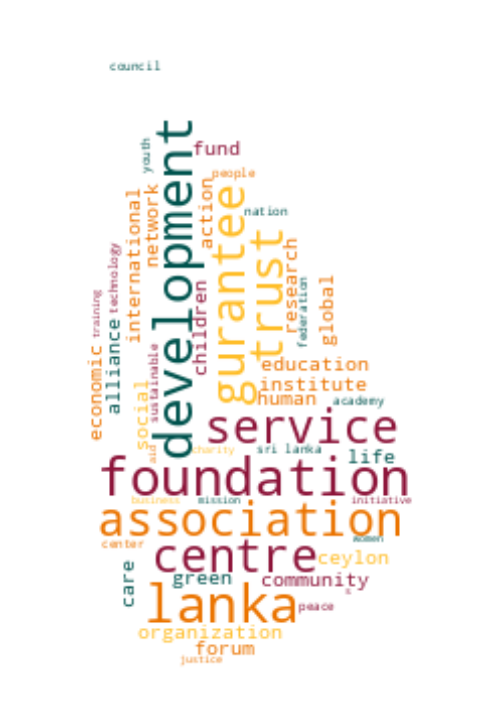 council
development
youth
fund
people
gurantee
action
network
international
nation
trust
research
technology
training
children
federation
global
alliance
economic
sustainable
education
social
institute
human
academy
service
aid
charity
sri lanka
life
foundation
business
mission
initiative
association
women
center
centre
ceylon
care
green
community
lanka
peace
organization
forum
justice